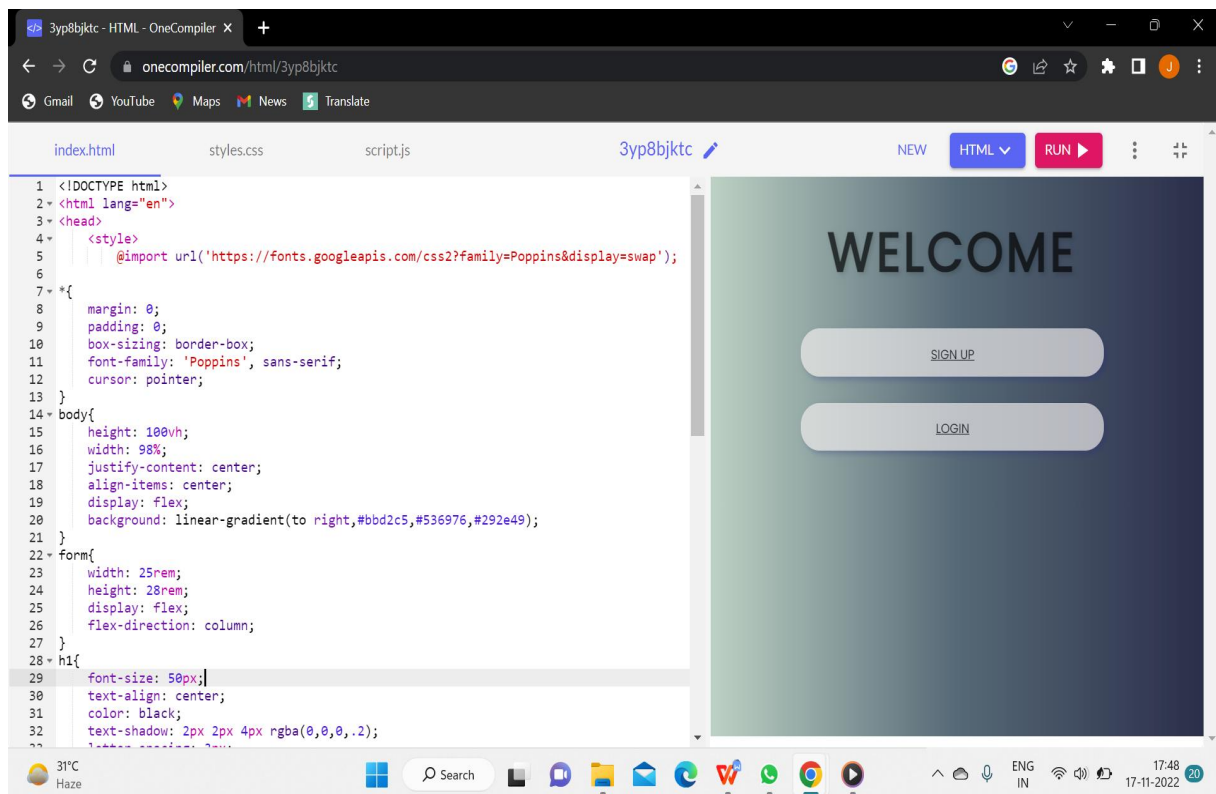 3yp8bjktc - HTML - OneCompiler
onecompiler.com/html/3yp8bjktc
J
Gmail YouTube Maps News Translate
index.html styles.css script.js 3yp8bjktc NEW HTML RUN
1 <!DOCTYPE html>
2 <html lang="en">
3 <head>
4 <style>
5 @import url('https://fonts.googleapis.com/css2?family=Poppins&display=swap');
6
7 *{
8 margin: 0;
9 padding: 0;
10 box-sizing: border-box;
11 font-family: 'Poppins', sans-serif;
12 cursor: pointer;
13 }
14 body{
15 height: 100vh;
16 width: 98%;
17 justify-content: center;
18 align-items: center;
19 display: flex;
20 background: linear-gradient(to right,#bbd2c5,#536976,#292e49);
21 }
22 form{
23 width: 25rem;
24 height: 28rem;
25 display: flex;
26 flex-direction: column;
27 }
28 h1{
29 font-size: 50px;
30 text-align: center;
31 color: black;
32 text-shadow: 2px 2px 4px rgba(0,0,0,.2);
WELCOME
SIGN UP
LOGIN
31°C
Haze
Search
ENG
IN
17:48
17-11-2022
20